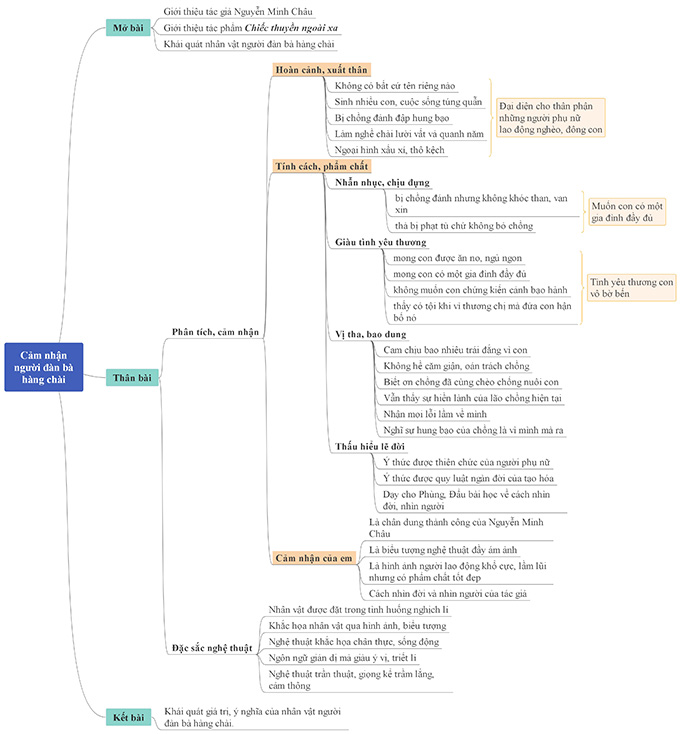 Cảm nhận
người đàn bà
hàng chài
Mở bài
Giới thiệu tác giả Nguyễn Minh Châu
Giới thiệu tác phẩm Chiếc thuyền ngoài xa
Khái quát nhân vật người đàn bà hàng chài
Thân bài
Phân tích, cảm nhận
Hoàn cảnh, xuất thân
Không có bất cứ tên riêng nào
Sinh nhiều con, cuộc sống túng quẫn
Bị chồng đánh đập hung bạo
Làm nghề chài lưới vất vả quanh năm
Ngoại hình xấu xí, thô kệch
Đại diện cho thân phận
những người phụ nữ
lao động nghèo, đông con
Tính cách, phẩm chất
Nhẫn nhục, chịu đựng
bị chồng đánh nhưng không khóc than, van
xin
thà bị phạt tù chứ không bỏ chồng
Muốn con có một
gia đình đầy đủ
Giàu tình yêu thương
mong con được ăn no, ngủ ngon
mong con có một gia đình đầy đủ
không muốn con chứng kiến cảnh bạo hành
thấy có tội khi vì thương chị mà đứa con hận
bố nó
Tình yêu thương con
vô bờ bến
Vị tha, bao dung
Cam chịu bao nhiêu trái đắng vì con
Không hề căm giận, oán trách chồng
Biết ơn chồng đã cùng chèo chống nuôi con
Vẫn thấy sự hiền lành của lão chồng hiện tại
Nhận mọi lỗi lầm về mình
Nghĩ sự hung bạo của chồng là vì mình mà ra
Thấu hiểu lẽ đời
Ý thức được thiên chức của người phụ nữ
Ý thức được quy luật ngàn đời của tạo hóa
Dạy cho Phùng, Đẩu bài học về cách nhìn
đời, nhìn người
Cảm nhận của em
Là chân dung thành công của Nguyễn Minh
Châu
Là biểu tượng nghệ thuật đầy ám ảnh
Là hình ảnh người lao động khổ cực, lầm lũi
nhưng có phẩm chất tốt đẹp
Cách nhìn đời và nhìn người của tác giả
Đặc sắc nghệ thuật
Nhân vật được đặt trong tình huống nghịch lí
Khắc họa nhân vật qua hình ảnh, biểu tượng
Nghệ thuật khắc họa chân thực, sống động
Ngôn ngữ giản dị mà giàu ý vị, triết lí
Nghệ thuật trần thuật, giọng kể trầm lắng,
cảm thông
Kết bài
Khái quát giá trị, ý nghĩa của nhân vật người
đàn bà hàng chài.